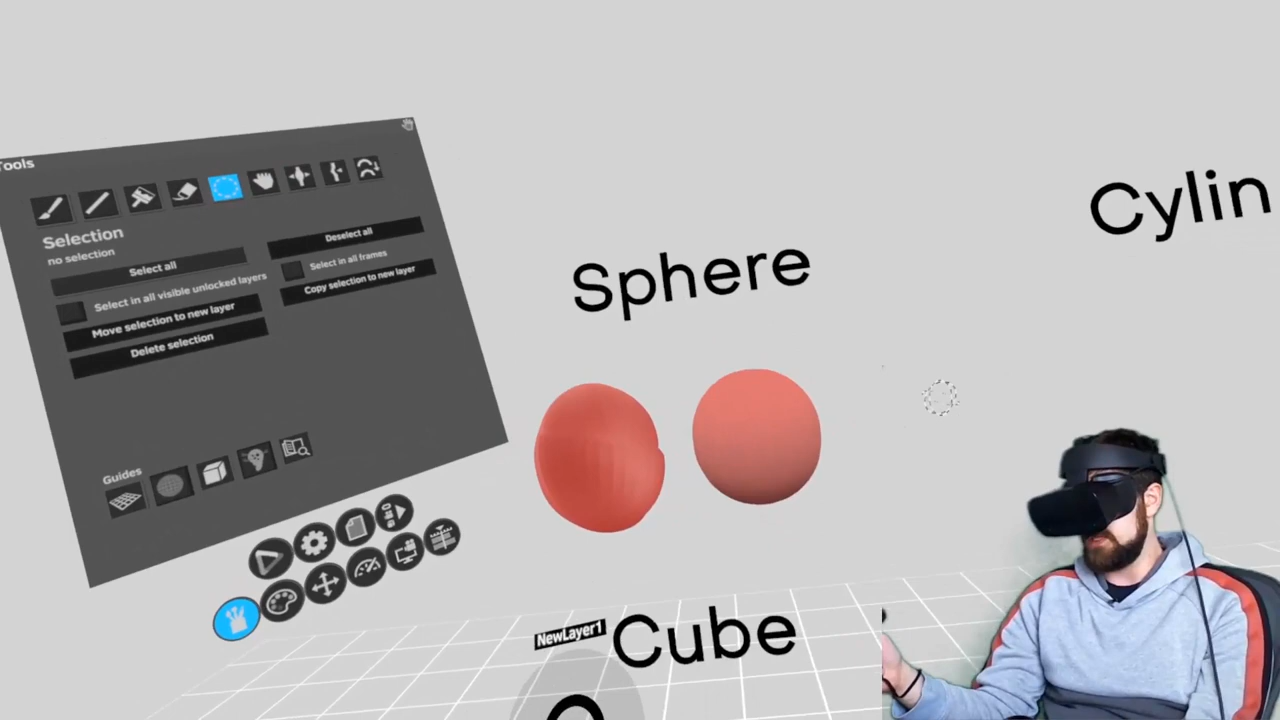 Tools
Selection
no selection
Select all
Deselect all
Select in all visible unlocked layers
Select in all frames
Move selection to new layer
Copy selection to new layer
Delete selection
Guides
Sphere
Cylin
NewLayer1
Cube